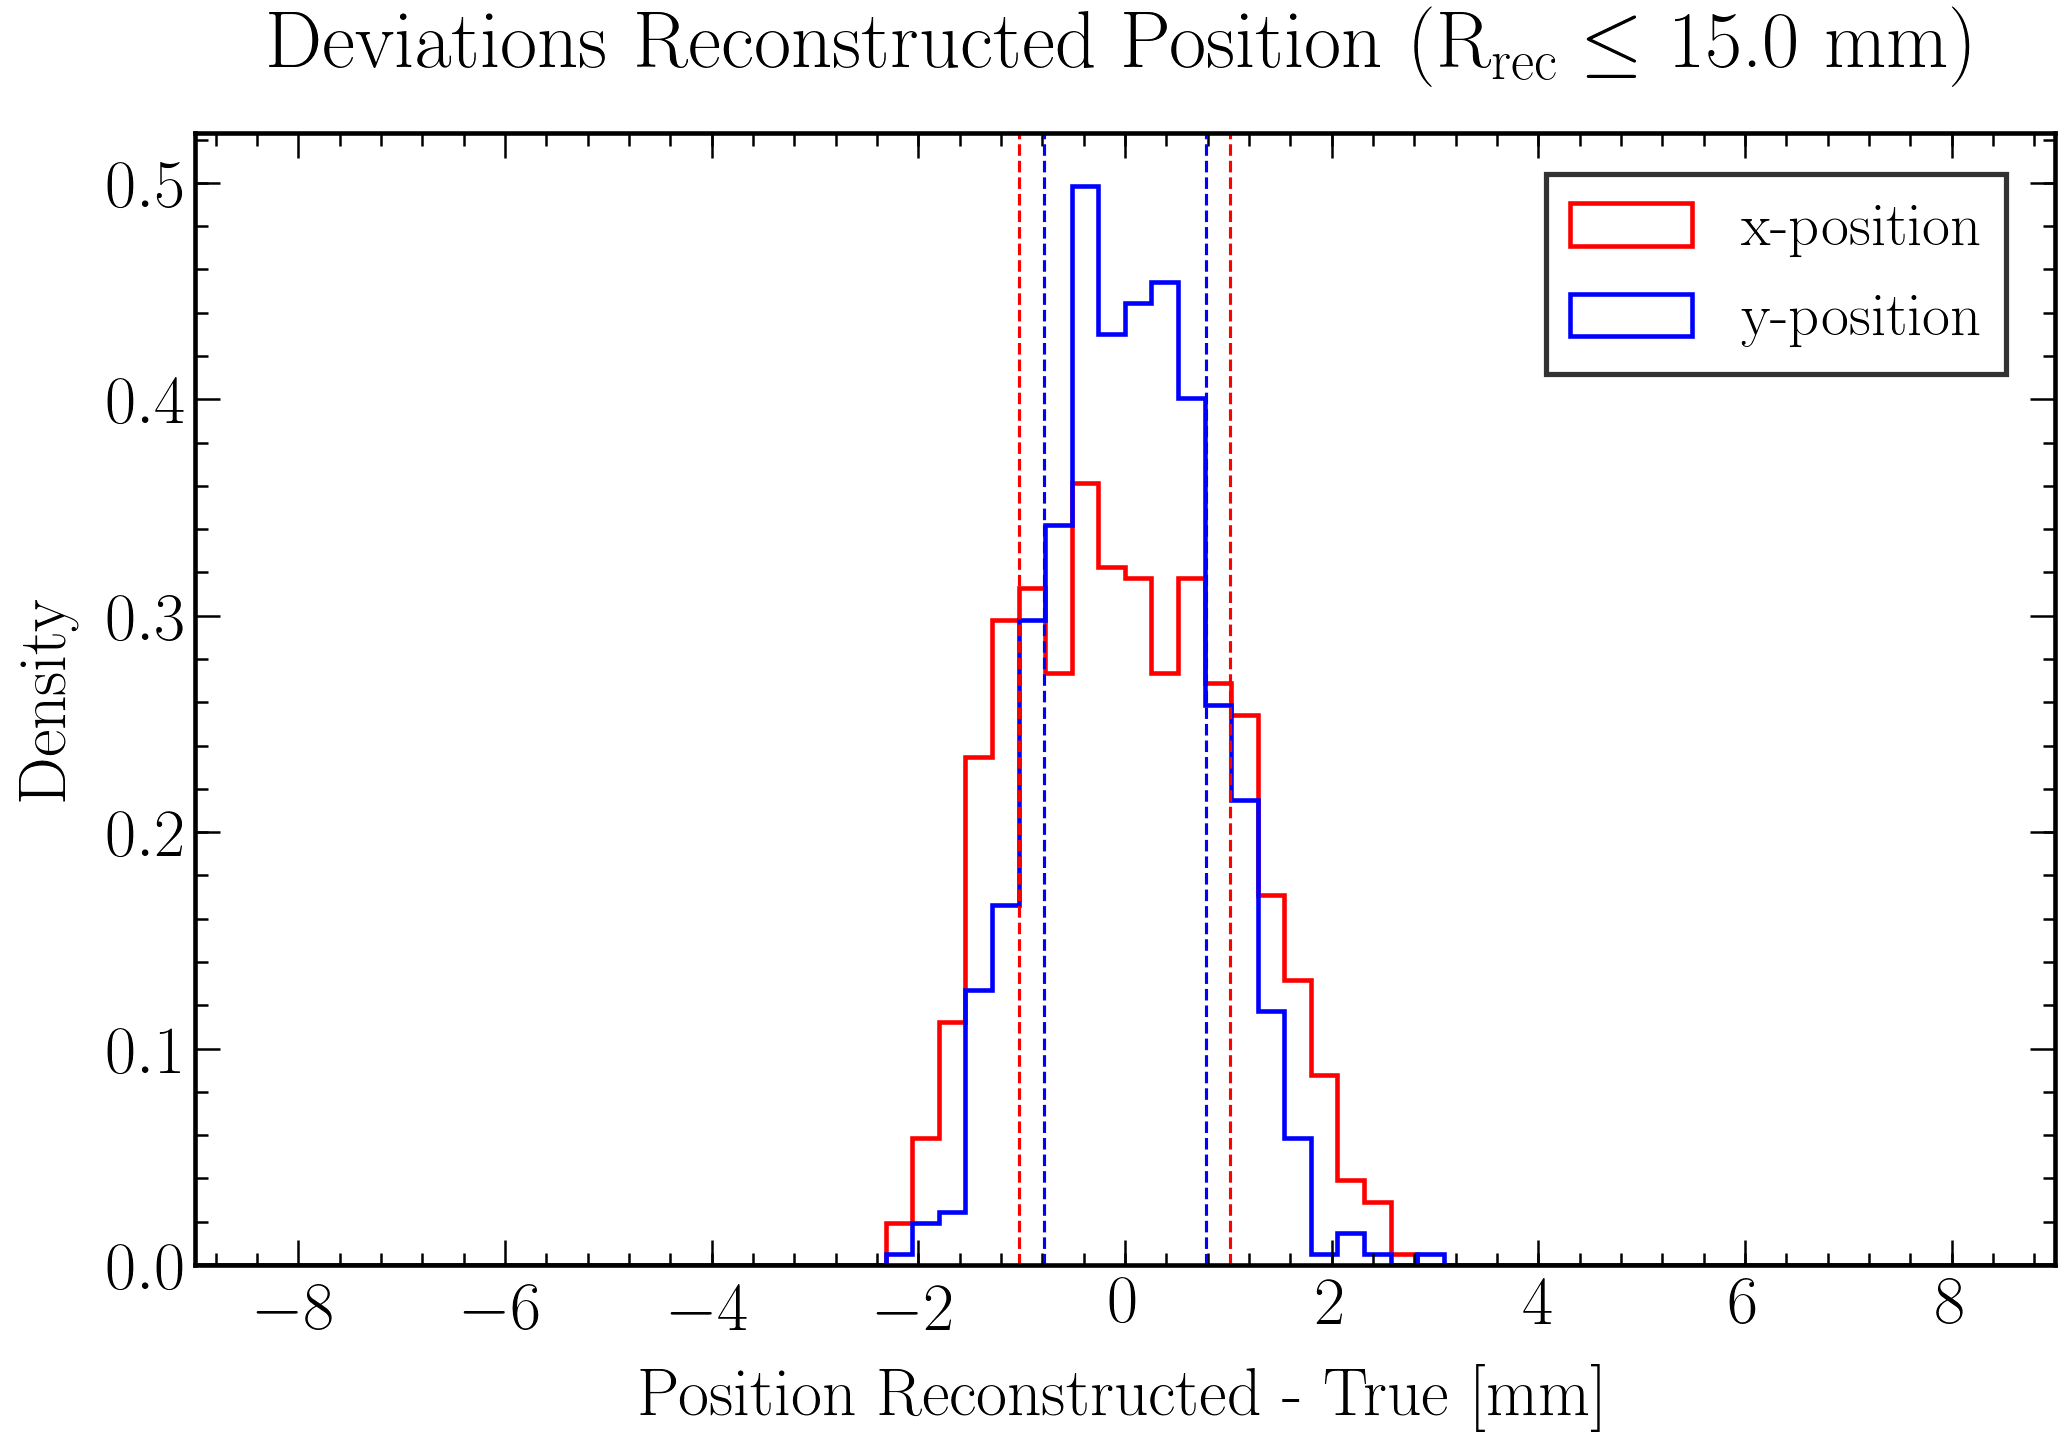 Deviations Reconstructed Position (R_rec ≤ 15.0 mm)
x-position
y-position
Density
0.5
0.4
0.3
0.2
0.1
0.0
−8 −6 −4 −2 0 2 4 6 8
Position Reconstructed - True [mm]